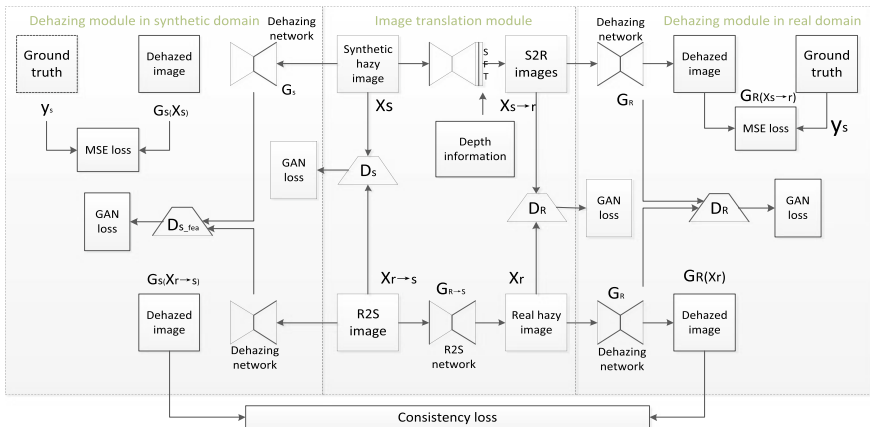 Dehazing module in synthetic domain
Dehazing
network
Image translation module
Dehazing
network
Dehazing module in real domain
Ground
truth
Dehazed
image
Synthetic
hazy
image
S
F
T
S2R
images
Dehazed
image
Ground
truth
Gs
Xs
Xs→r
GR
GR(Xs→r)
ys
Gs(Xs)
ys
MSE loss
Depth
information
MSE loss
GAN
loss
Ds
GAN
loss
Ds_fea
DR
GAN
loss
DR
GAN
loss
Gs(Xr→s)
Xr→s
GR→S
Xr
GR
GR(Xr)
Dehazed
image
R2S
image
Real hazy
image
Dehazed
image
Dehazing
network
R2S
network
Dehazing
network
Consistency loss